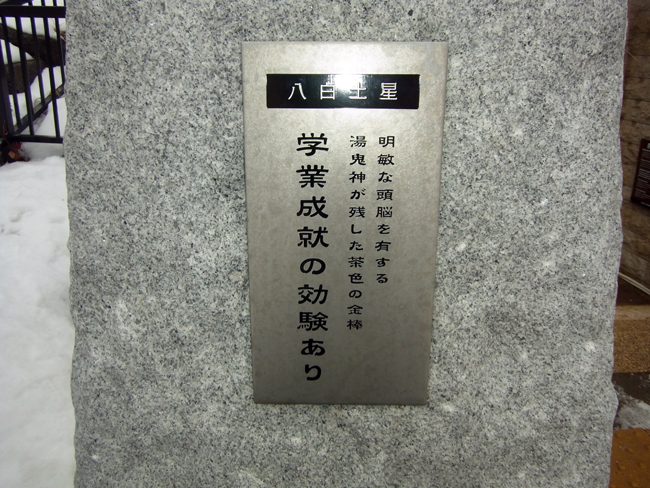 八白土星
明敏な頭脳を有する
湯鬼神が残した茶色の金棒
学業成就の効験あり